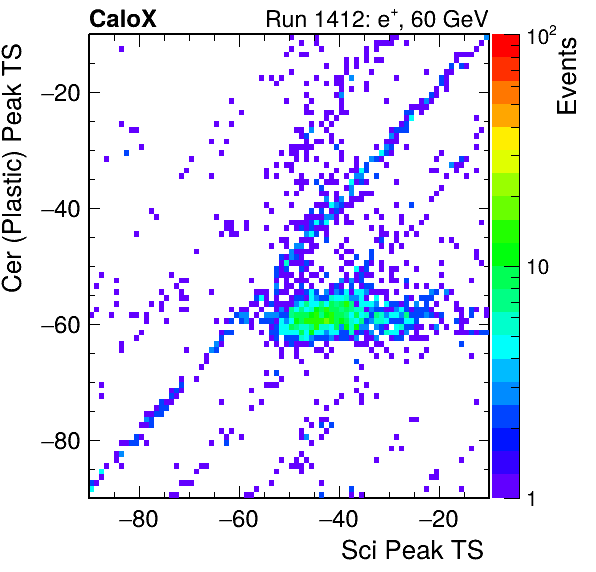 CaloX Run 1412: e⁺, 60 GeV
Cer (Plastic) Peak TS
−20
−40
−60
−80
−80 −60 −40 −20
Sci Peak TS
10²
10
1
Events